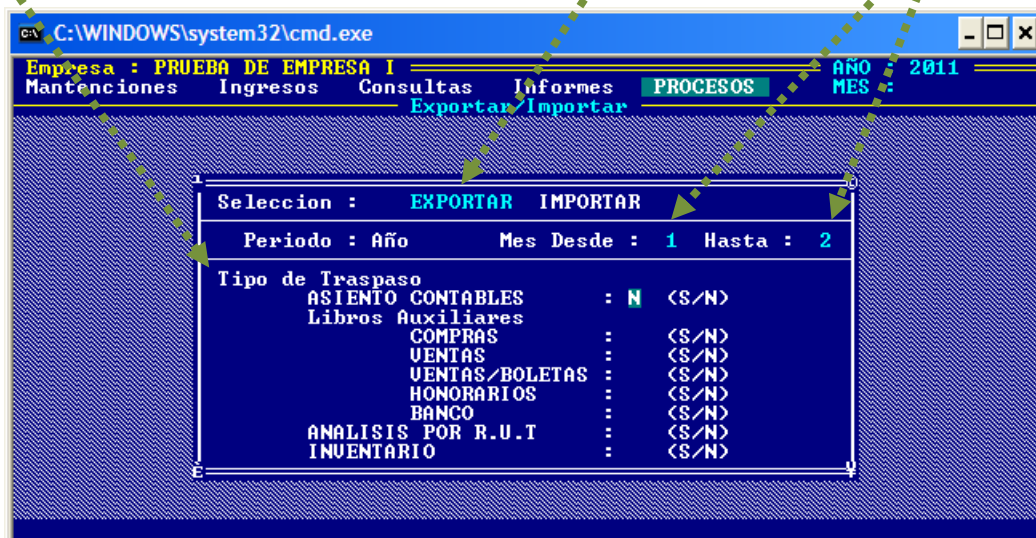 C:\WINDOWS\system32\cmd.exe
Empresa : PRUEBA DE EMPRESA I AÑO : 2011
Mantenciones Ingresos Consultas Informes PROCESOS MES :
Exportar/Importar
Seleccion : EXPORTAR IMPORTAR
Periodo : Año Mes Desde : 1 Hasta : 2
Tipo de Traspaso
ASIENTO CONTABLES : N (S/N)
Libros Auxiliares
COMPRAS : (S/N)
VENTAS : (S/N)
VENTAS/BOLETAS : (S/N)
HONORARIOS : (S/N)
BANCO : (S/N)
ANALISIS POR R.U.T : (S/N)
INVENTARIO : (S/N)